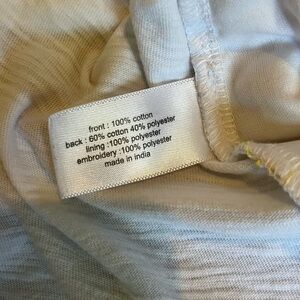 front : 100% cotton
back : 60% cotton 40% polyester
lining :100% polyester
embroidery :100% polyester
made in india